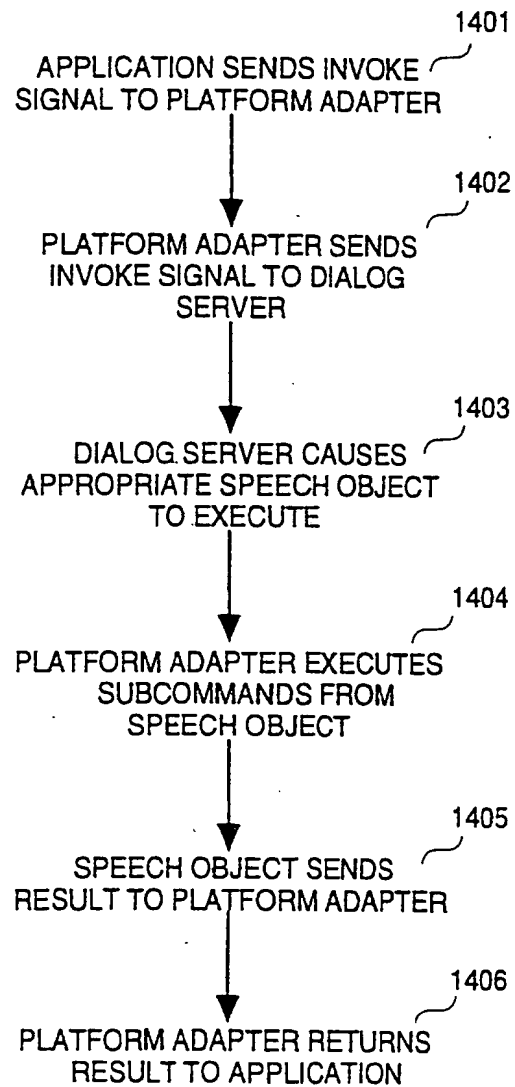 1401
APPLICATION SENDS INVOKE
SIGNAL TO PLATFORM ADAPTER
1402
PLATFORM ADAPTER SENDS
INVOKE SIGNAL TO DIALOG
SERVER
1403
DIALOG SERVER CAUSES
APPROPRIATE SPEECH OBJECT
TO EXECUTE
1404
PLATFORM ADAPTER EXECUTES
SUBCOMMANDS FROM
SPEECH OBJECT
1405
SPEECH OBJECT SENDS
RESULT TO PLATFORM ADAPTER
1406
PLATFORM ADAPTER RETURNS
RESULT TO APPLICATION